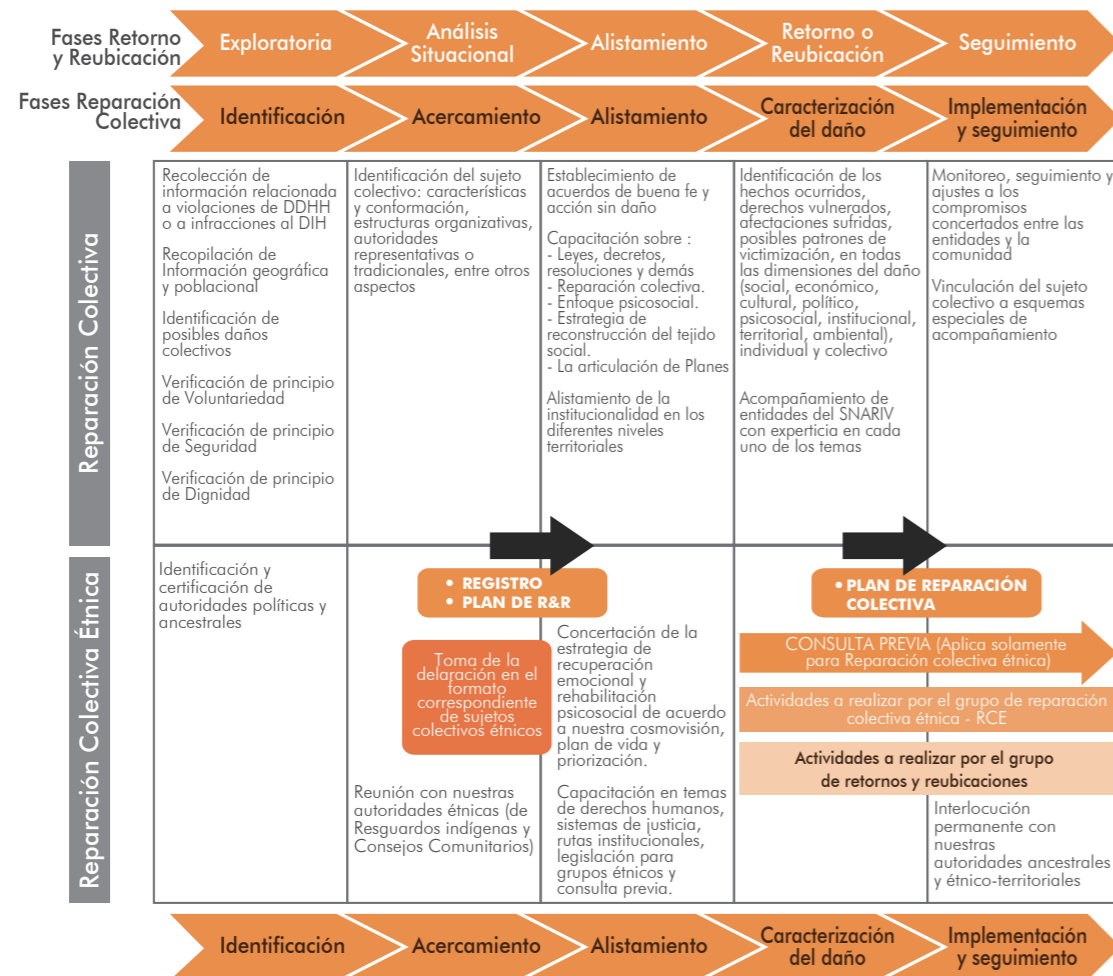 Fases Retorno
y Reubicación
Exploratoria
Análisis
Situacional
Alistamiento
Retorno o
Reubicación
Seguimiento
Fases Reparación
Colectiva
Identificación
Acercamiento
Alistamiento
Caracterización
del daño
Implementación
y seguimiento
Reparación Colectiva
Recolección de
información relacionada
a violaciones de DDHH
o a infracciones al DIH
Recopilación de
Información geográfica
y poblacional
Identificación de
posibles daños
colectivos
Verificación de principio
de Voluntariedad
Verificación de principio
de Seguridad
Verificación de principio
de Dignidad
Identificación del sujeto
colectivo: características
y conformación,
estructuras organizativas,
autoridades
representativas o
tradicionales, entre otros
aspectos
Establecimiento de
acuerdos de buena fe y
acción sin daño
Capacitación sobre :
- Leyes, decretos,
resoluciones y demás
- Reparación colectiva.
- Enfoque psicosocial.
- Estrategia de
reconstrucción del tejido
social.
- La articulación de Planes
Alistamiento de la
institucionalidad en los
diferentes niveles
territoriales
Identificación de los
hechos ocurridos,
derechos vulnerados,
afectaciones sufridas,
posibles patrones de
victimización, en todas
las dimensiones del daño
(social, económico,
cultural, político,
psicosocial, institucional,
territorial, ambiental),
individual y colectivo
Acompañamiento de
entidades del SNARIV
con experticia en cada
uno de los temas
Monitoreo, seguimiento y
ajustes a los
compromisos
concertados entre las
entidades y la
comunidad
Vinculación del sujeto
colectivo a esquemas
especiales de
acompañamiento
Reparación Colectiva Étnica
Identificación y
certificación de
autoridades políticas y
ancestrales
• REGISTRO
• PLAN DE R&R
Toma de la
delaración en el
formato
correspondiente
de sujetos
colectivos étnicos
Reunión con nuestras
autoridades étnicas (de
Resguardos indígenas y
Consejos Comunitarios)
Concertación de la
estrategia de
recuperación
emocional y
rehabilitación
psicosocial de acuerdo
a nuestra cosmovisión,
plan de vida y
priorización.
Capacitación en temas
de derechos humanos,
sistemas de justicia,
rutas institucionales,
legislación para
grupos étnicos y
consulta previa.
• PLAN DE REPARACIÓN
COLECTIVA
CONSULTA PREVIA (Aplica solamente
para Reparación colectiva étnica)
Actividades a realizar por el grupo de reparación
colectiva étnica - RCE
Actividades a realizar por el grupo
de retornos y reubicaciones
Interlocución
permanente con
nuestras
autoridades ancestrales
y étnico-territoriales
Identificación
Acercamiento
Alistamiento
Caracterización
del daño
Implementación
y seguimiento